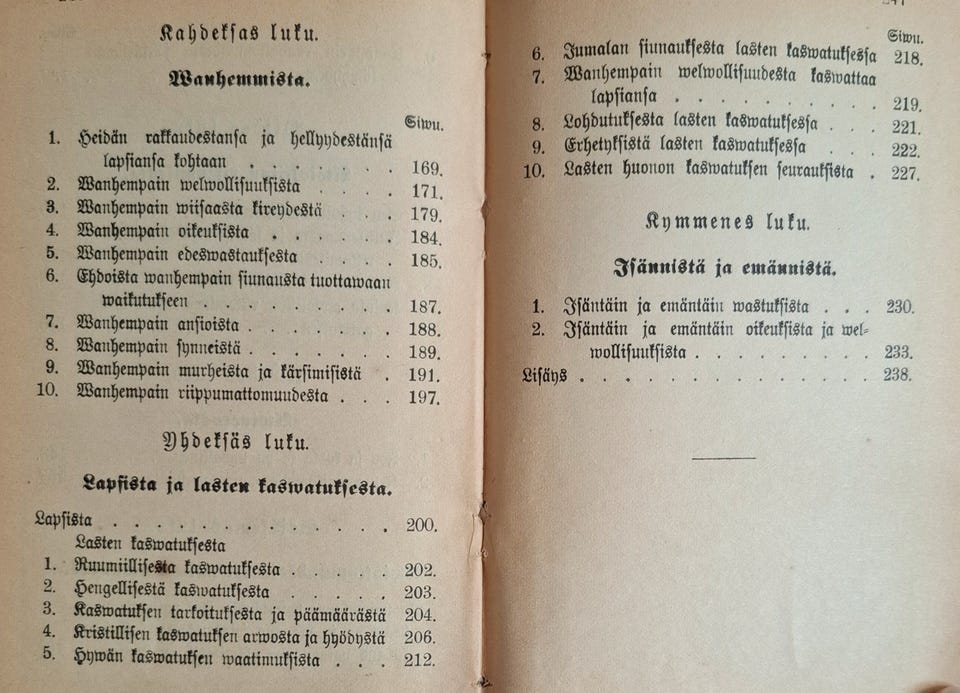 Kahdeksas luku.
Wanhemmista.
Siwu.
1. Heidän rakkaudestansa ja hellyydestänsä
lapsiansa kohtaan . . . . . . 169.
2. Wanhempain welwollisuuksista . . . 171.
3. Wanhempain wiisaasta kireydestä . . . 179.
4. Wanhempain oikeuksista . . . . . . 184.
5. Wanhempain edeswastauksesta . . . . 185.
6. Ehdoista wanhempain siunausta tuottawaan
waikutukseen . . . . . . . . 187.
7. Wanhempain ansioista . . . . . . . 188.
8. Wanhempain synneistä . . . . . . . 189.
9. Wanhempain murheista ja kärsimisistä . 191.
10. Wanhempain riippumattomuudesta . . . 197.
Yhdeksäs luku.
Lapsista ja lasten kaswatuksesta.
Lapsista . . . . . . . . . . . . . 200.
Lasten kaswatuksesta
1. Ruumiillisesta kaswatuksesta . . . . . 202.
2. Hengellisestä kaswatuksesta . . . . . 203.
3. Kaswatuksen tarkoituksesta ja päämäärästä 204.
4. Kristillisen kaswatuksen arwosta ja hyödystä 206.
5. Hywän kaswatuksen waatimuksista . . . 212.
Siwu.
6. Jumalan siunauksesta lasten kaswatuksessa 218.
7. Wanhempain welwollisuudesta kaswattaa
lapsiansa . . . . . . . . . 219.
8. Lohdutuksesta lasten kaswatuksessa . . . 221.
9. Erhetyksistä lasten kaswatuksessa . . . 222.
10. Lasten huonon kaswatuksen seurauksista . 227.
Kymmenes luku.
Isännistä ja emännistä.
1. Isäntäin ja emäntäin wastuksista . . . 230.
2. Isäntäin ja emäntäin oikeuksista ja wel-
wollisuuksista . . . . . . . . 233.
Lisäys . . . . . . . . . . . . . . 238.